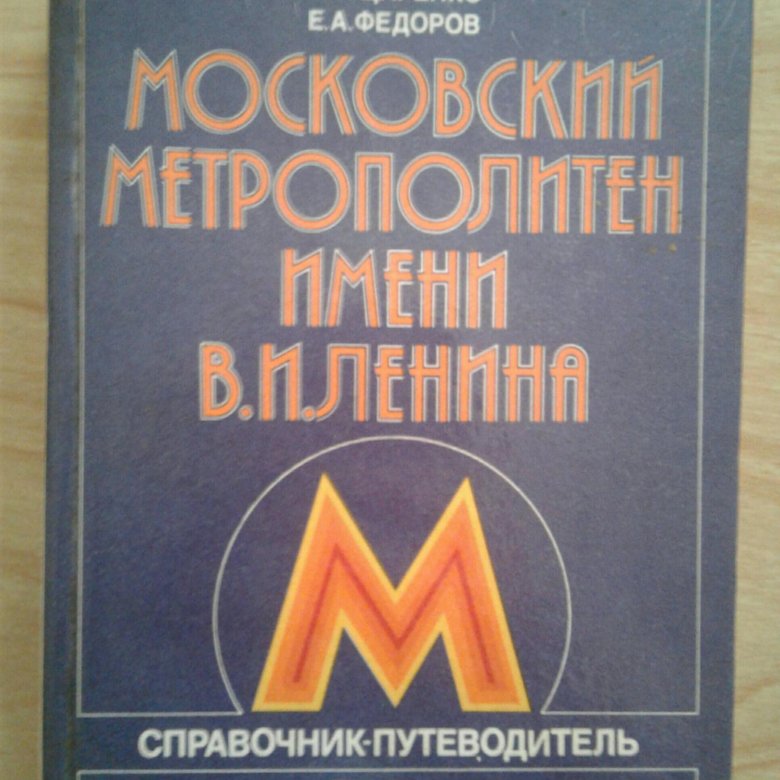 Е.А.ФЕДОРОВ
МОСКОВСКИЙ
МЕТРОПОЛИТЕН
ИМЕНИ
В.И.ЛЕНИНА
М
СПРАВОЧНИК-ПУТЕВОДИТЕЛЬ